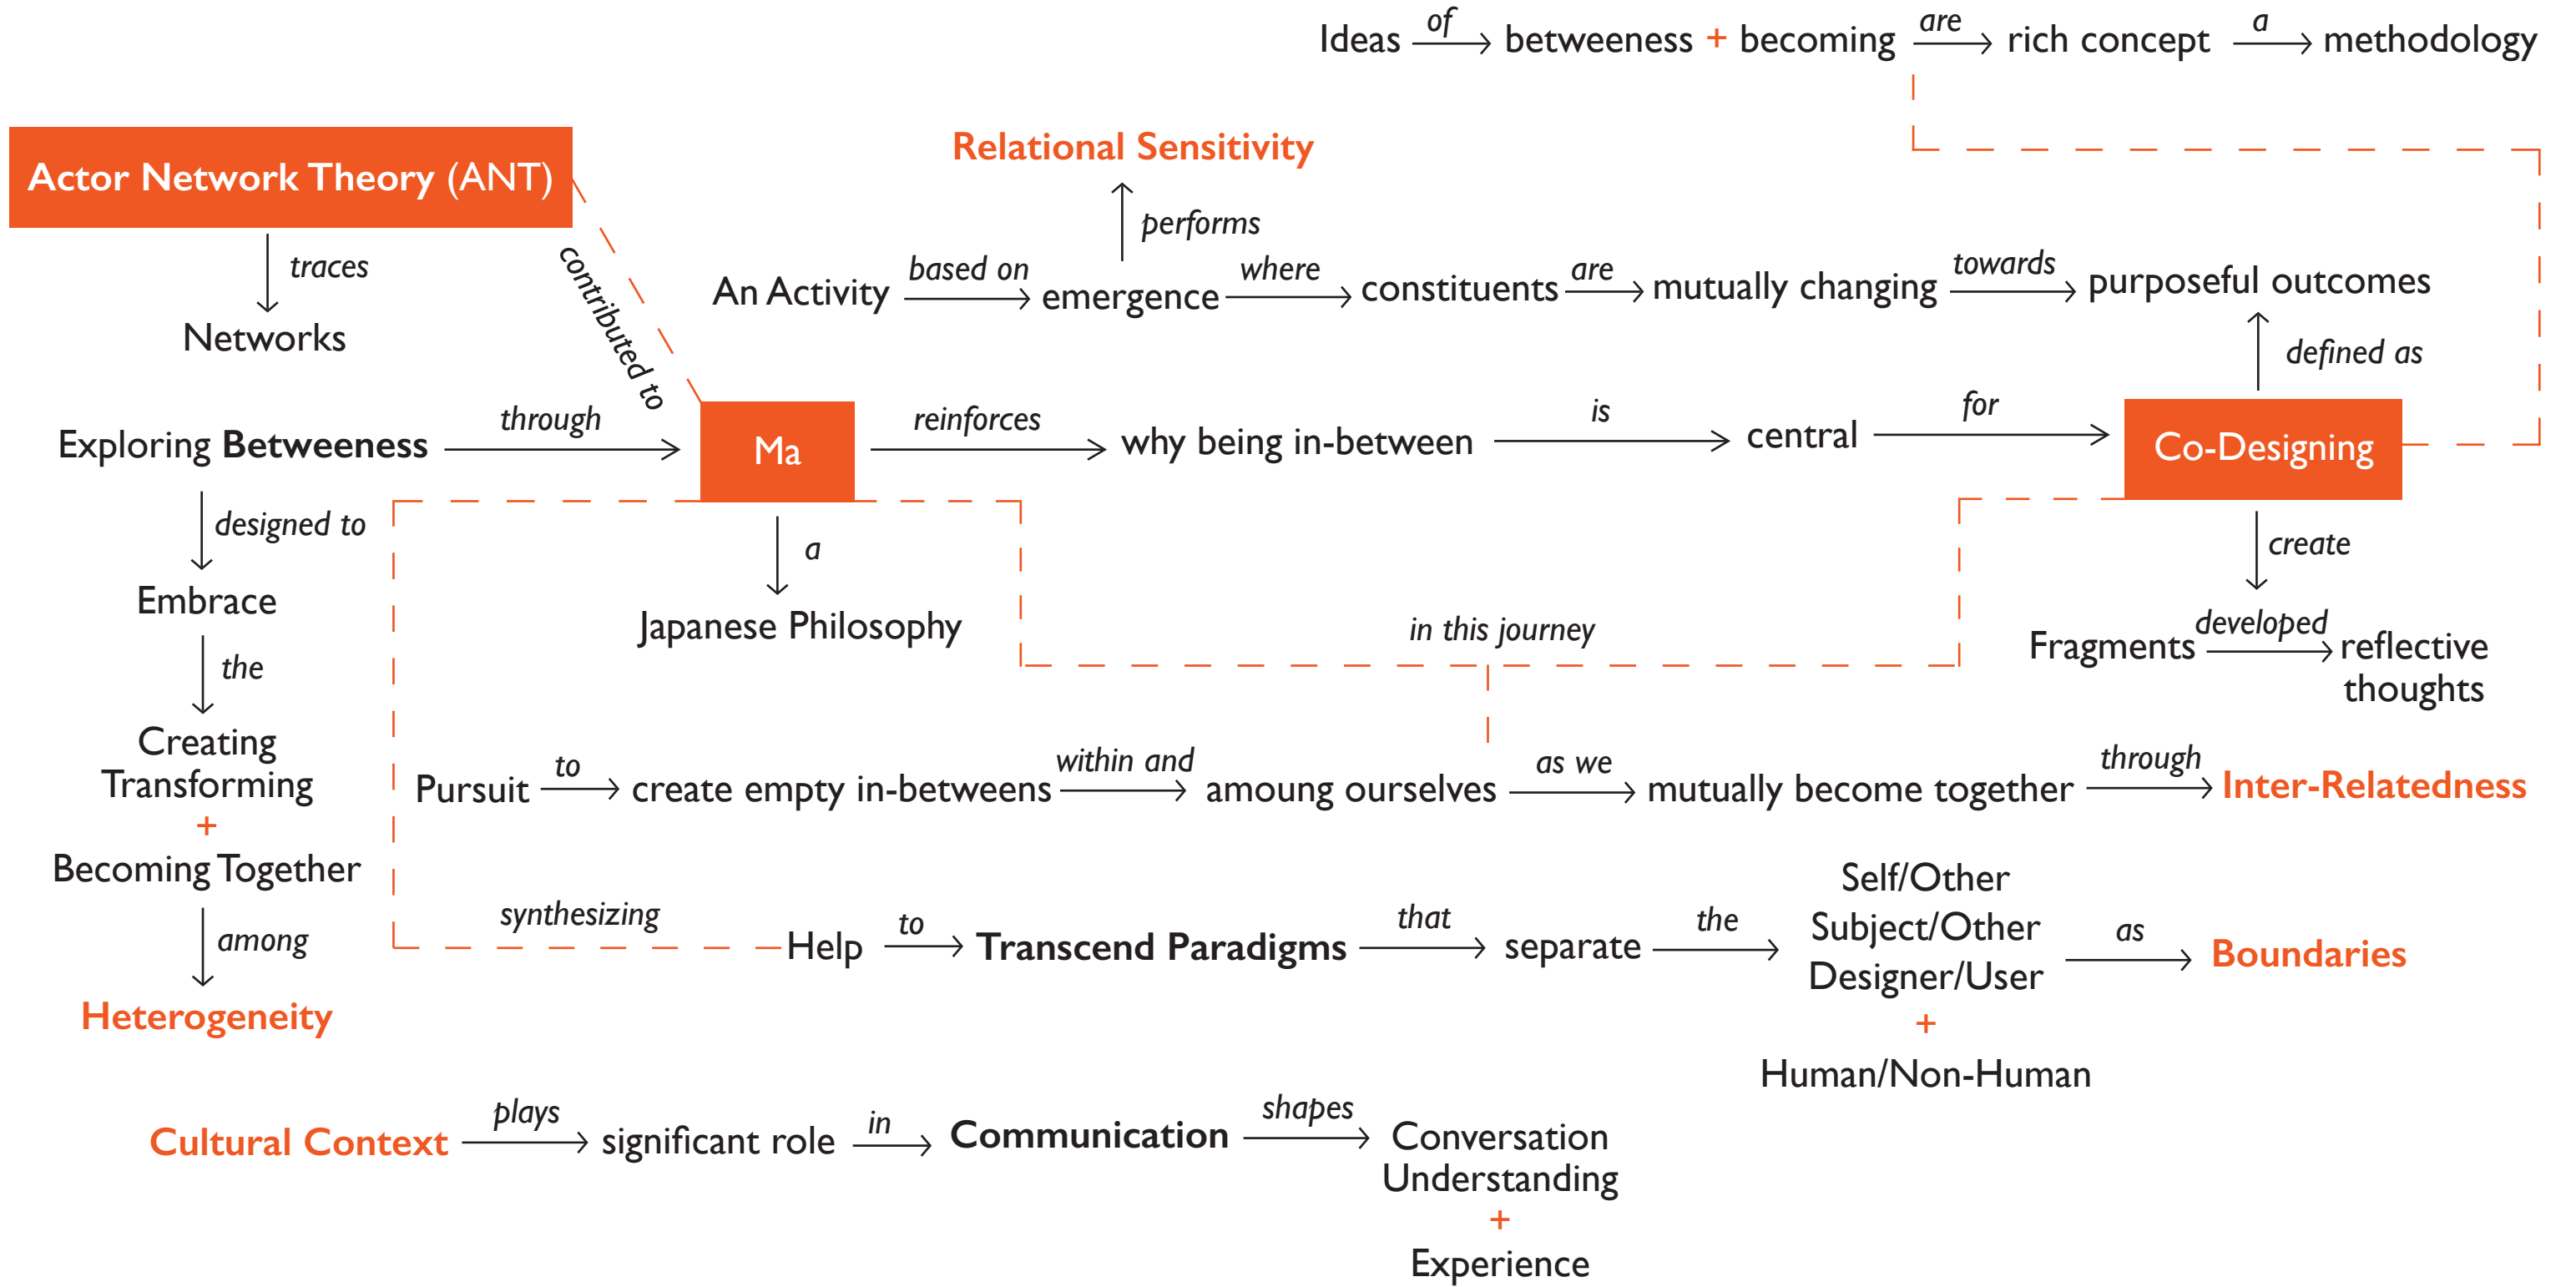 Ideas of betweeness + becoming are rich concept a methodology
Actor Network Theory (ANT)
Relational Sensitivity
performs
traces
Networks
contributed to
An Activity based on emergence where constituents are mutually changing towards purposeful outcomes
defined as
Exploring Betweeness through Ma reinforces why being in-between is central for Co-Designing
designed to
Embrace
the
Creating
Transforming
+
Becoming Together
among
Heterogeneity
a
Japanese Philosophy
in this journey
create
Fragments developed reflective
thoughts
Pursuit to create empty in-betweens within and amoung ourselves as we mutually become together through Inter-Relatedness
synthesizing
Help to Transcend Paradigms that separate the
Self/Other
Subject/Other
Designer/User
+
Human/Non-Human
as Boundaries
Cultural Context plays significant role in Communication shapes Conversation
Understanding
+
Experience